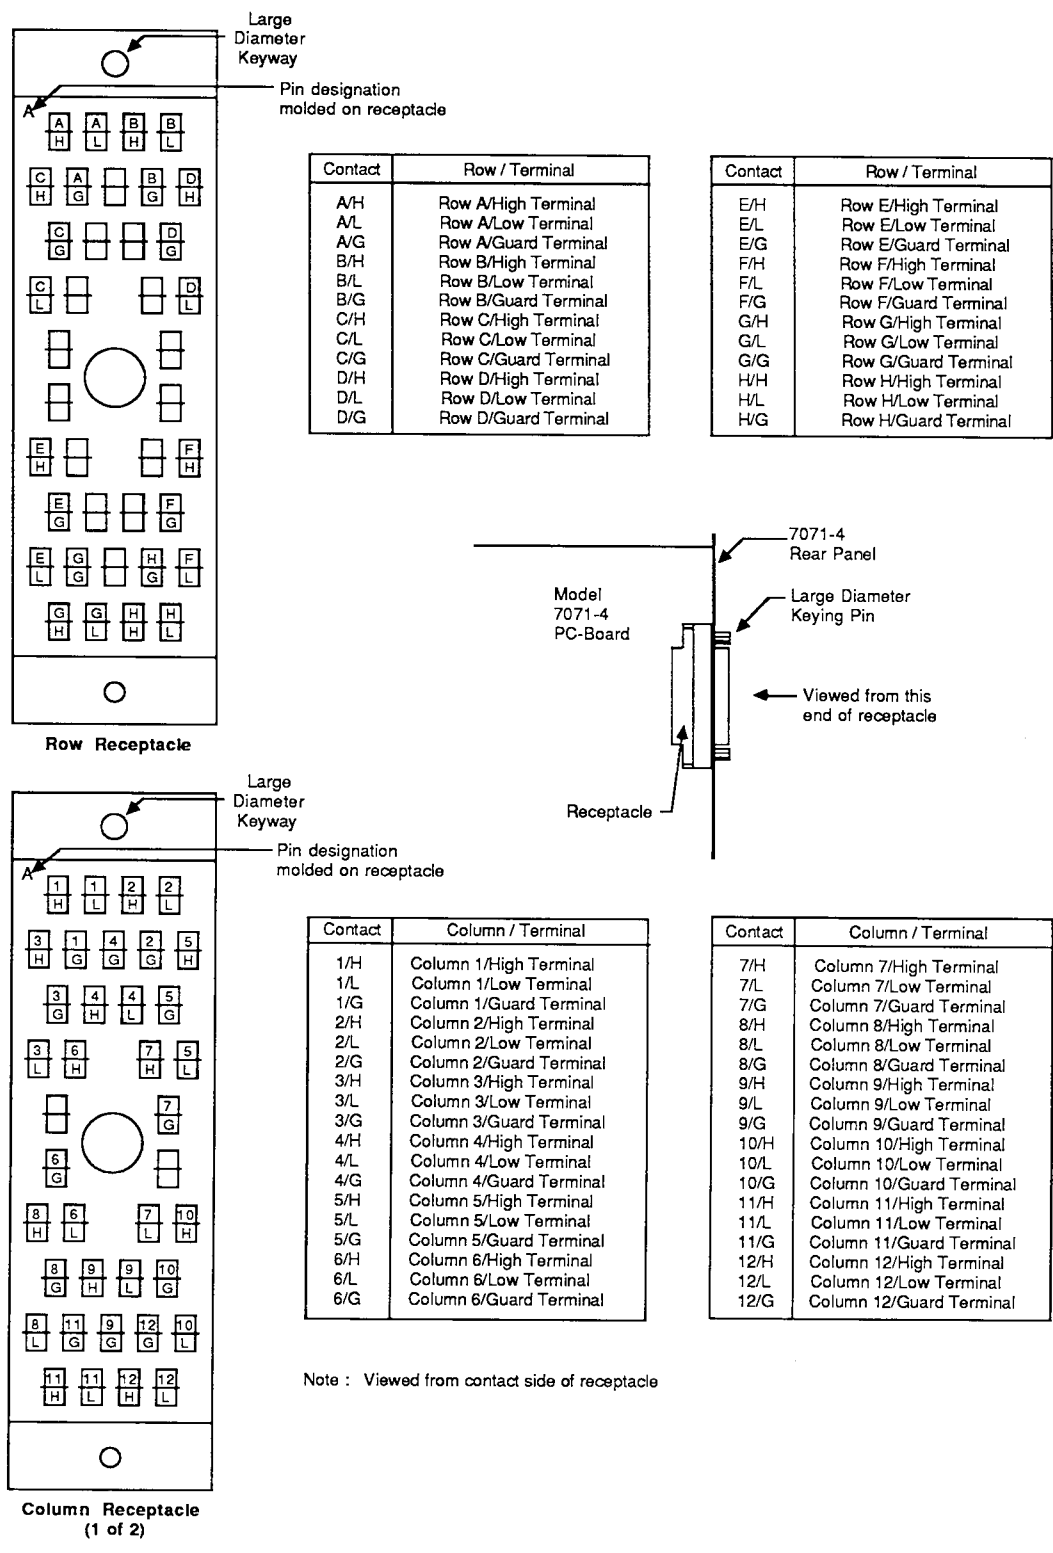 Large
Diameter
Keyway
Pin designation
molded on receptacle
A
A A B B
H L H L
C A B D
H G G H
C D
G G
C D
L L
E F
H H
E F
G G
E G H F
L G G L
G G H H
H L H L
Row Receptacle
Contact Row / Terminal
A/H Row A/High Terminal
A/L Row A/Low Terminal
A/G Row A/Guard Terminal
B/H Row B/High Terminal
B/L Row B/Low Terminal
B/G Row B/Guard Terminal
C/H Row C/High Terminal
C/L Row C/Low Terminal
C/G Row C/Guard Terminal
D/H Row D/High Terminal
D/L Row D/Low Terminal
D/G Row D/Guard Terminal
Contact Row / Terminal
E/H Row E/High Terminal
E/L Row E/Low Terminal
E/G Row E/Guard Terminal
F/H Row F/High Terminal
F/L Row F/Low Terminal
F/G Row F/Guard Terminal
G/H Row G/High Terminal
G/L Row G/Low Terminal
G/G Row G/Guard Terminal
H/H Row H/High Terminal
H/L Row H/Low Terminal
H/G Row H/Guard Terminal
7071-4
Rear Panel
Model
7071-4
PC-Board
Large Diameter
Keying Pin
Viewed from this
end of receptacle
Receptacle
Large
Diameter
Keyway
Pin designation
molded on receptacle
A
1 1 2 2
H L H L
3 1 4 2 5
H G G G H
3 4 4 5
G H L G
3 6 7 5
L H H L
7
G
6
G
8 6 7 10
H L L H
8 9 9 10
G H L G
8 11 9 12 10
L G G G L
11 11 12 12
H L H L
Column Receptacle
(1 of 2)
Contact Column / Terminal
1/H Column 1/High Terminal
1/L Column 1/Low Terminal
1/G Column 1/Guard Terminal
2/H Column 2/High Terminal
2/L Column 2/Low Terminal
2/G Column 2/Guard Terminal
3/H Column 3/High Terminal
3/L Column 3/Low Terminal
3/G Column 3/Guard Terminal
4/H Column 4/High Terminal
4/L Column 4/Low Terminal
4/G Column 4/Guard Terminal
5/H Column 5/High Terminal
5/L Column 5/Low Terminal
5/G Column 5/Guard Terminal
6/H Column 6/High Terminal
6/L Column 6/Low Terminal
6/G Column 6/Guard Terminal
Contact Column / Terminal
7/H Column 7/High Terminal
7/L Column 7/Low Terminal
7/G Column 7/Guard Terminal
8/H Column 8/High Terminal
8/L Column 8/Low Terminal
8/G Column 8/Guard Terminal
9/H Column 9/High Terminal
9/L Column 9/Low Terminal
9/G Column 9/Guard Terminal
10/H Column 10/High Terminal
10/L Column 10/Low Terminal
10/G Column 10/Guard Terminal
11/H Column 11/High Terminal
11/L Column 11/Low Terminal
11/G Column 11/Guard Terminal
12/H Column 12/High Terminal
12/L Column 12/Low Terminal
12/G Column 12/Guard Terminal
Note : Viewed from contact side of receptacle